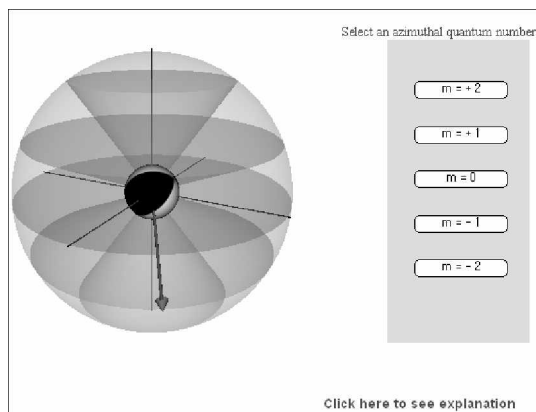 Select an azimuthal quantum number
m = + 2
m = + 1
m = 0
m = - 1
m = - 2
Click here to see explanation